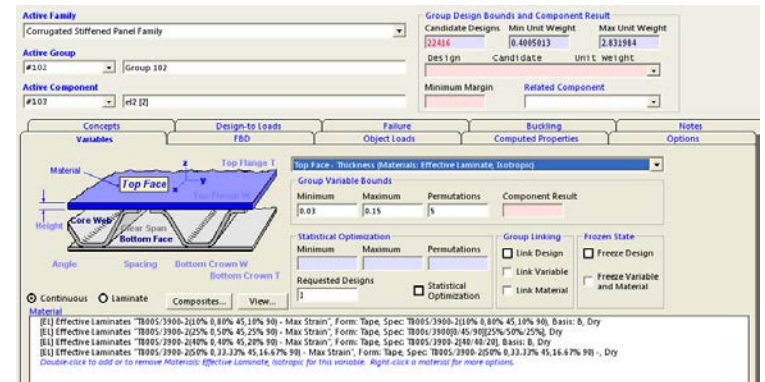 Active Family
Corrugated Stiffened Panel Family
Active Group
#102 Group 102
Active Component
#103 el2 [2]
Group Design Bounds and Component Result
Candidate Designs Min Unit Weight Max Unit Weight
22416 0.4005013 2.831984
Design Candidate Unit Weight
Minimum Margin Related Component
Concepts Design-to Loads Failure Buckling Notes
Variables FBD Object Loads Computed Properties Options
Material Top Face z y x Top Flange T
Top Flange W
Height Core Web Clear Span
Bottom Face
Angle Spacing Bottom Crown W
Bottom Crown T
Continuous Laminate Composites... View...
Top Face - Thickness (Materials: Effective Laminate, Isotropic)
Group Variable Bounds
Minimum Maximum Permutations Component Result
0.03 0.15 5
Statistical Optimization Group Linking Frozen State
Minimum Maximum Permutations Link Design Freeze Design
Link Variable Freeze Variable and Material
Requested Designs Statistical Optimization Link Material
1
Material
[EL] Effective Laminates "T800S/3900-2(10% 0,80% 45,10% 90) - Max Strain", Form: Tape, Spec: T800S/3900-2(10% 0,80% 45,10% 90), Basis: B, Dry
[EL] Effective Laminates "T800S/3900-2(25% 0,50% 45,25% 90) - Max Strain", Form: Tape, Spec: T800s/3900[0/45/90][25%/50%/25%], Basis: B, Dry
[EL] Effective Laminates "T800S/3900-2(40% 0,40% 45,20% 90) - Max Strain", Form: Tape, Spec: T800S/3900-2[40/40/20], Basis: B, Dry
[EL] Effective Laminates "T800S/3900-2(50% 0,33.33% 45,16.67% 90) - Max Strain", Form: Tape, Spec: T800S/3900-2(50% 0,33.33% 45,16.67% 90) -, Dry
Double-click to add or to remove Materials: Effective Laminate, Isotropic for this variable. Right-click a material for more options.